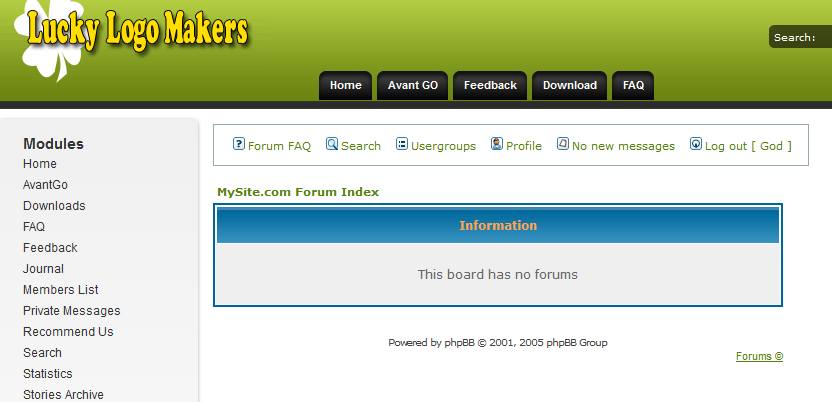 Lucky Logo Makers
Search:
Home Avant GO Feedback Download FAQ
Modules
Home
AvantGo
Downloads
FAQ
Feedback
Journal
Members List
Private Messages
Recommend Us
Search
Statistics
Stories Archive
Forum FAQ Search Usergroups Profile No new messages Log out [ God ]
MySite.com Forum Index
Information
This board has no forums
Powered by phpBB © 2001, 2005 phpBB Group
Forums ©